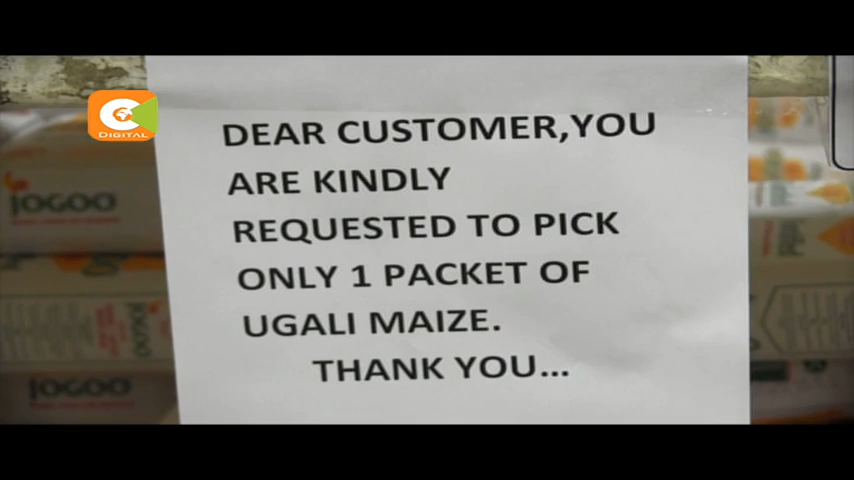 DIGITAL
DEAR CUSTOMER,YOU
ARE KINDLY
REQUESTED TO PICK
ONLY 1 PACKET OF
UGALI MAIZE.
THANK YOU...
JOGOO
JOGOO
JOGOO